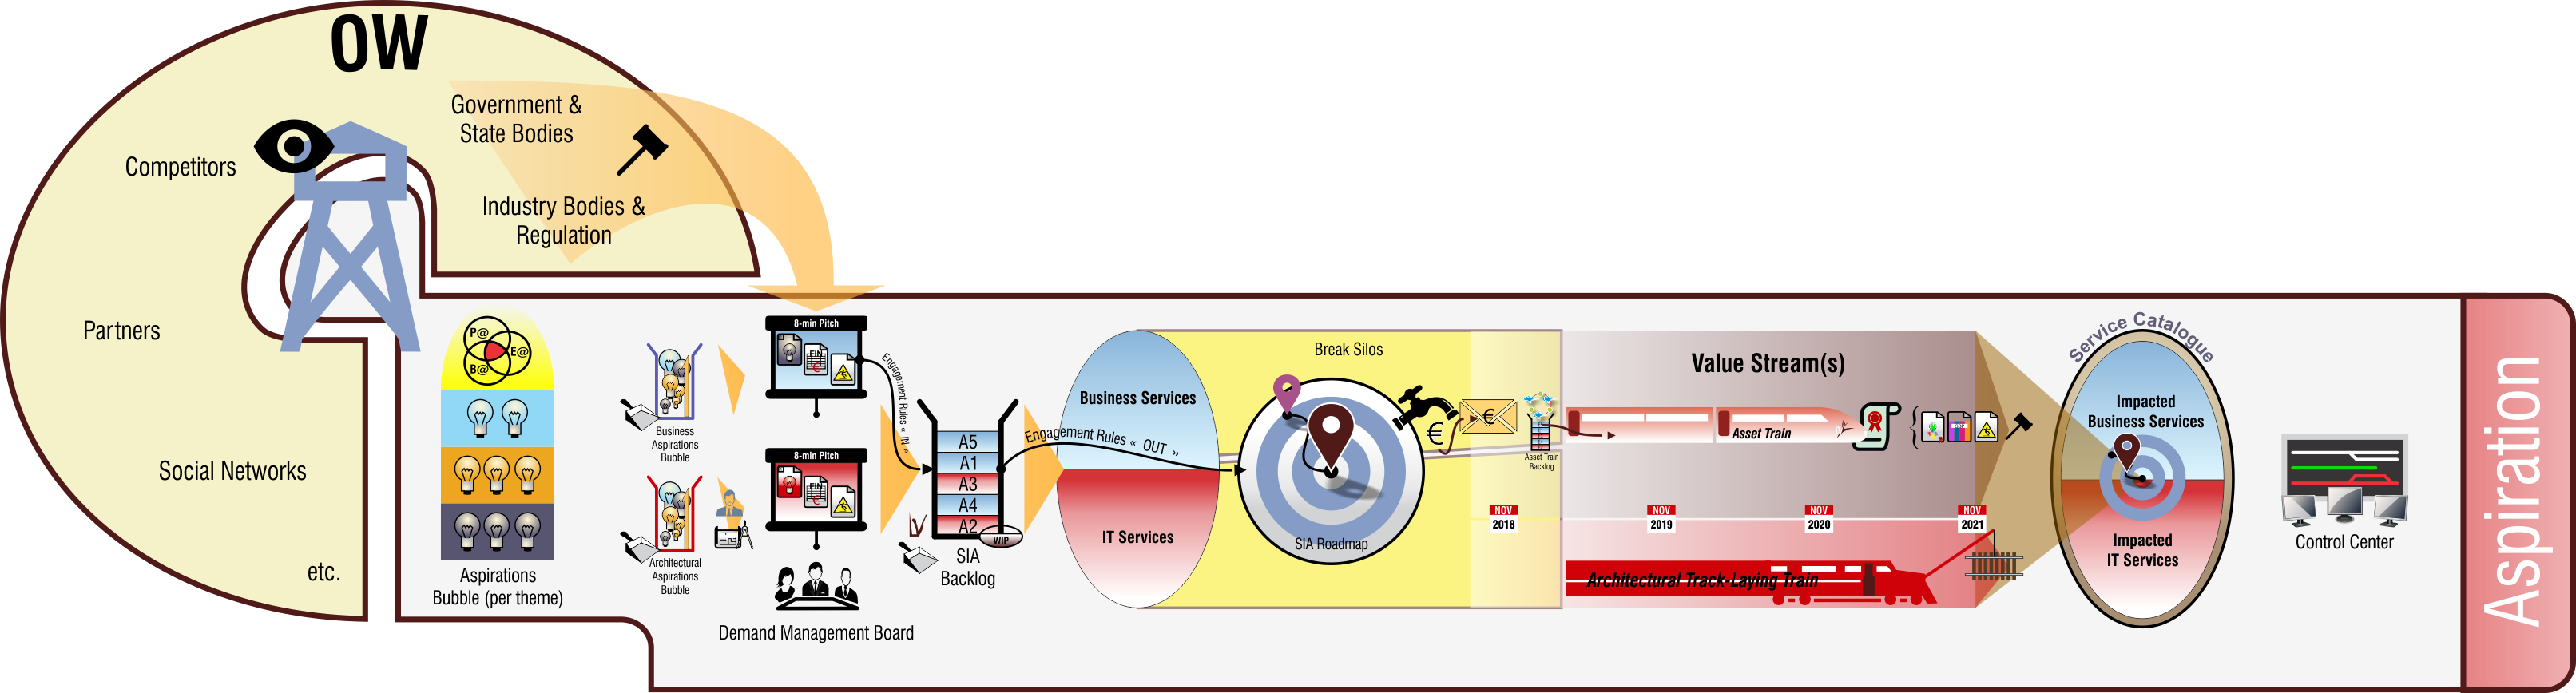 OW
Government &
State Bodies
Competitors
Industry Bodies &
Regulation
Partners
Social Networks
etc.
P@
E@
B@
Aspirations
Bubble (per theme)
Business
Aspirations
Bubble
Architectural
Aspirations
Bubble
8-min Pitch
FIN
€
8-min Pitch
FIN
€
Demand Management Board
Engagement Rules « IN »
A5
A1
A3
A4
A2
WIP
SIA
Backlog
Engagement Rules « OUT »
Business Services
IT Services
Break Silos
SIA Roadmap
€
€
Asset Train
Backlog
Value Stream(s)
Asset Train
€
NOV
2018
NOV
2019
NOV
2020
NOV
2021
Architectural Track-Laying Train
Service Catalogue
Impacted
Business Services
Impacted
IT Services
Control Center
Aspiration